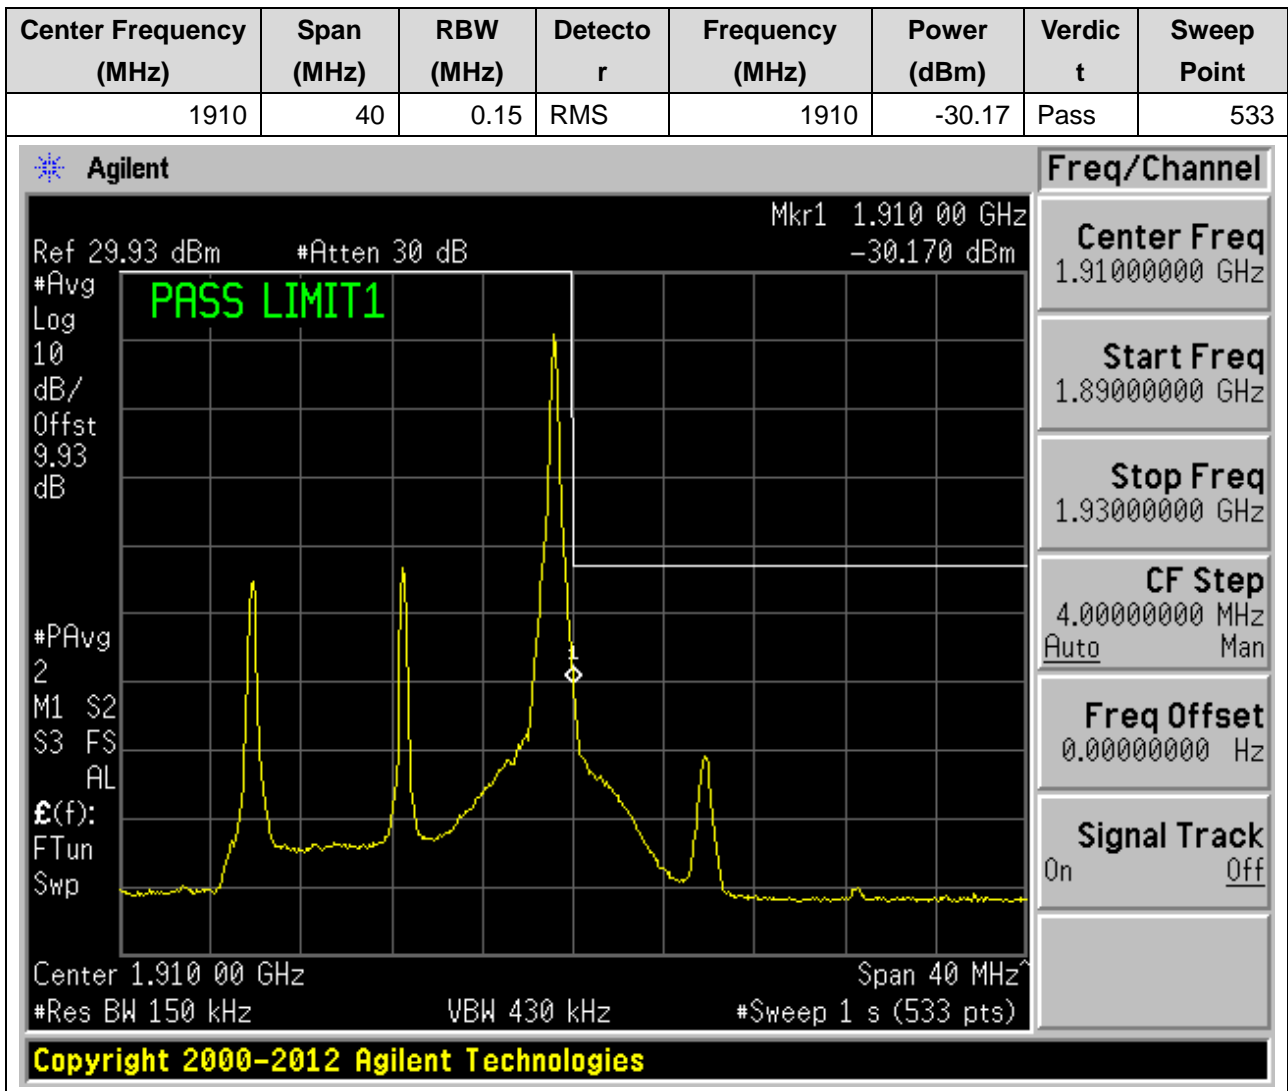 Center Frequency (MHz) Span (MHz) RBW (MHz) Detecto r Frequency (MHz) Power (dBm) Verdic t Sweep Point
1910 40 0.15 RMS 1910 -30.17 Pass 533
Agilent
Freq/Channel
Mkr1 1.910 00 GHz
Ref 29.93 dBm #Atten 30 dB -30.170 dBm
#Avg
Log
10
dB/
Offst
9.93
dB
PASS LIMIT1
1
#PAvg
2
M1 S2
S3 FS
AL
£(f):
FTun
Swp
Center 1.910 00 GHz Span 40 MHz^
#Res BW 150 kHz VBW 430 kHz #Sweep 1 s (533 pts)
Center Freq
1.91000000 GHz
Start Freq
1.89000000 GHz
Stop Freq
1.93000000 GHz
CF Step
4.00000000 MHz
Auto Man
Freq Offset
0.00000000 Hz
Signal Track
On Off
Copyright 2000-2012 Agilent Technologies